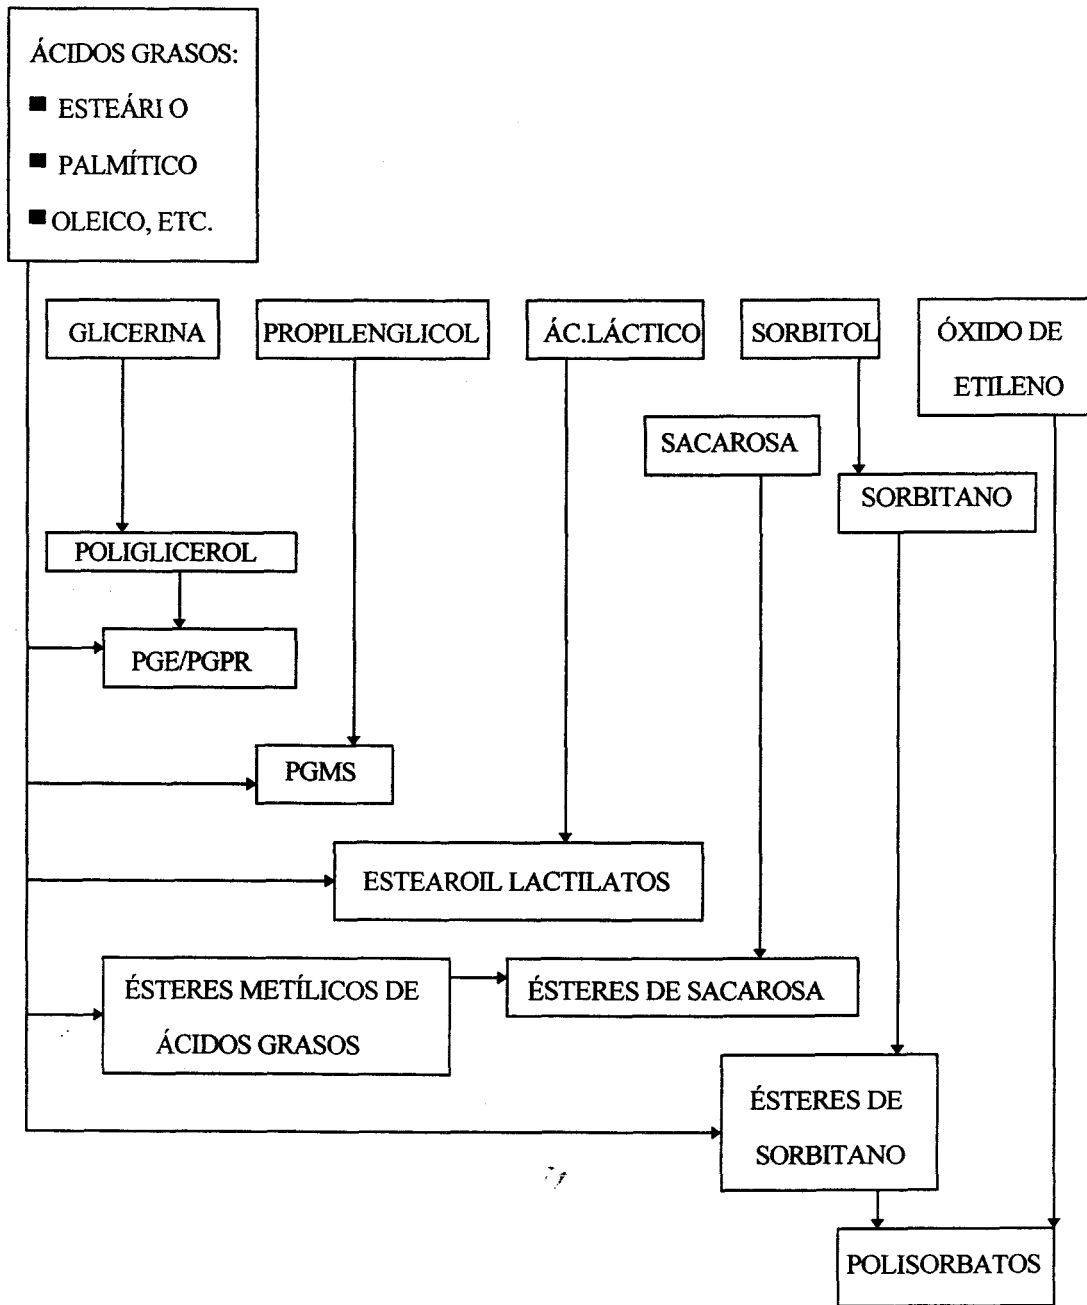 ÁCIDOS GRASOS:
■ ESTEÁRI O
■ PALMÍTICO
■ OLEICO, ETC.
GLICERINA
PROPILENGLICOL
ÁC.LÁCTICO
SORBITOL
ÓXIDO DE
ETILENO
SACAROSA
SORBITANO
POLIGLICEROL
PGE/PGPR
PGMS
ESTEAROIL LACTILATOS
ÉSTERES METÍLICOS DE
ÁCIDOS GRASOS
ÉSTERES DE SACAROSA
ÉSTERES DE
SORBITANO
POLISORBATOS